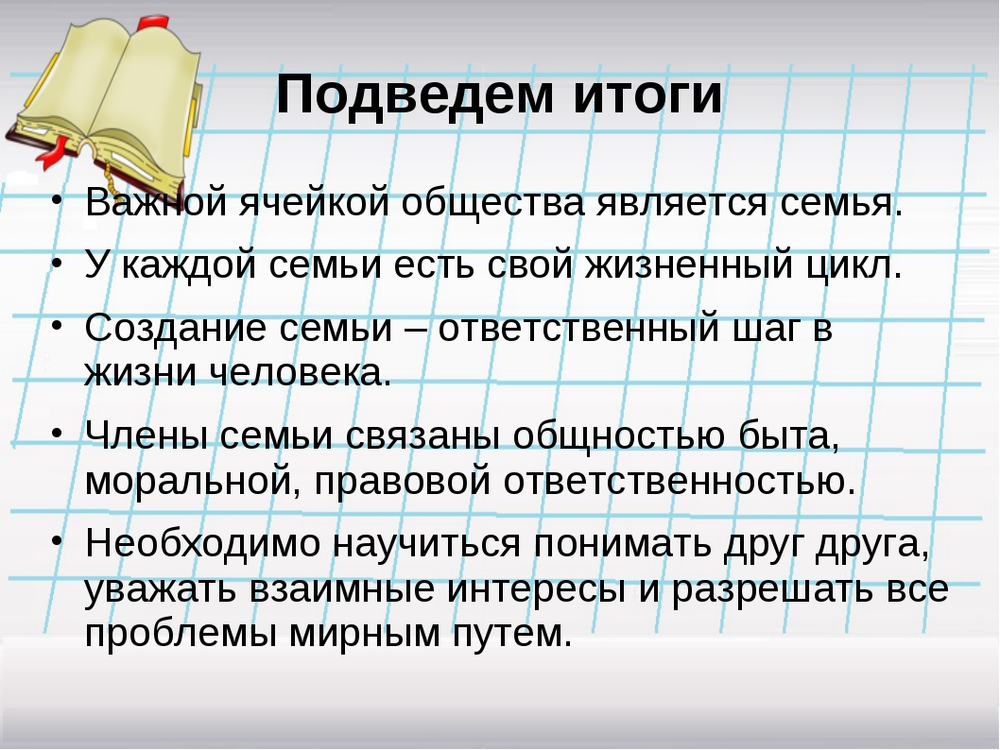 Подведем итоги
• Важной ячейкой общества является семья.
• У каждой семьи есть свой жизненный цикл.
• Создание семьи – ответственный шаг в
жизни человека.
• Члены семьи связаны общностью быта,
моральной, правовой ответственностью.
• Необходимо научиться понимать друг друга,
уважать взаимные интересы и разрешать все
проблемы мирным путем.